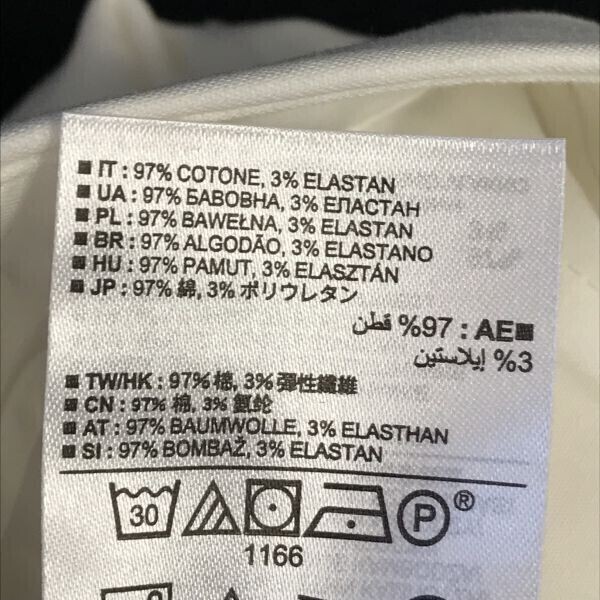 ■ IT : 97% COTONE, 3% ELASTAN
■ UA : 97% БАВОВНА, 3% ЕЛАСТАН
■ PL : 97% BAWEŁNA, 3% ELASTAN
■ BR : 97% ALGODÃO, 3% ELASTANO
■ HU : 97% PAMUT, 3% ELASZTÁN
■ JP : 97% 綿, 3% ポリウレタン
■AE : 97% قطن
3% إيلاستين
■ TW/HK : 97% 棉, 3% 彈性纖維
■ CN : 97% 棉, 3% 氨纶
■ AT : 97% BAUMWOLLE, 3% ELASTHAN
■ SI : 97% BOMBAŽ, 3% ELASTAN
30 P ®
1166